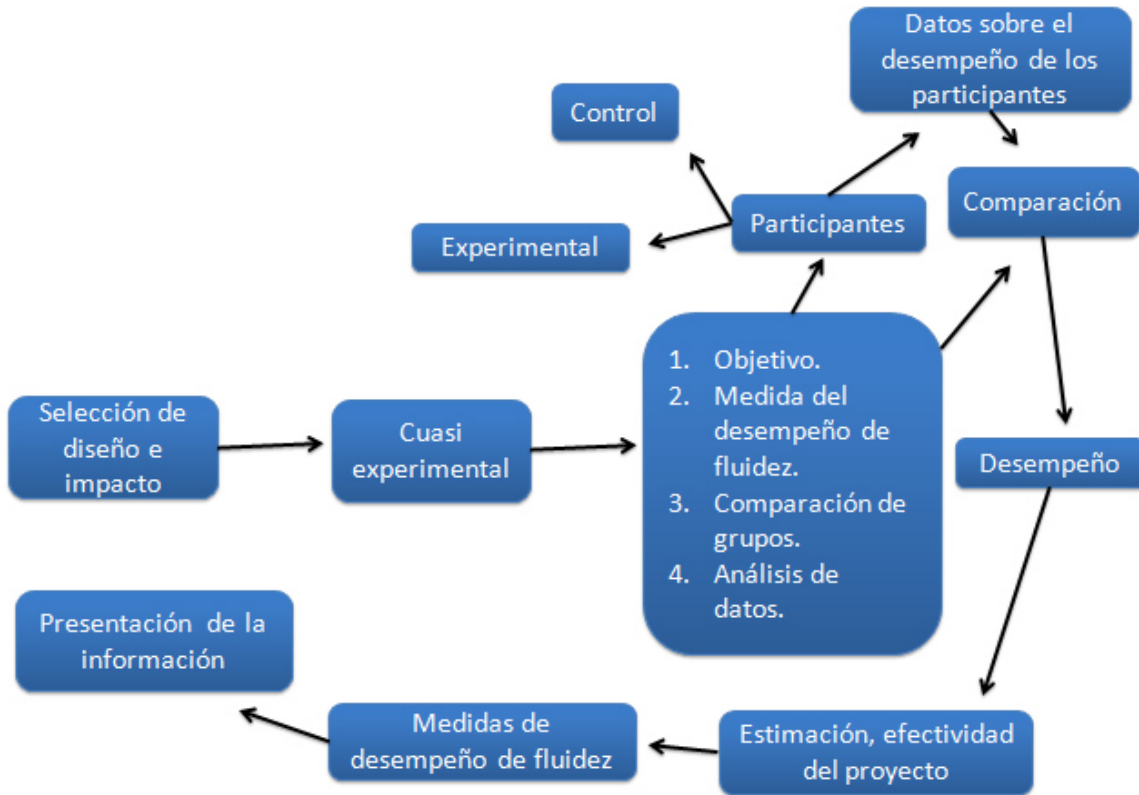 Datos sobre el
desempeño de los
participantes
Control
Comparación
Participantes
Experimental
1. Objetivo.
2. Medida del
desempeño de
fluidez.
3. Comparación de
grupos.
4. Análisis de
datos.
Selección de
diseño e
impacto
Cuasi
experimental
Desempeño
Presentación de la
información
Medidas de
desempeño de fluidez
Estimación, efectividad
del proyecto